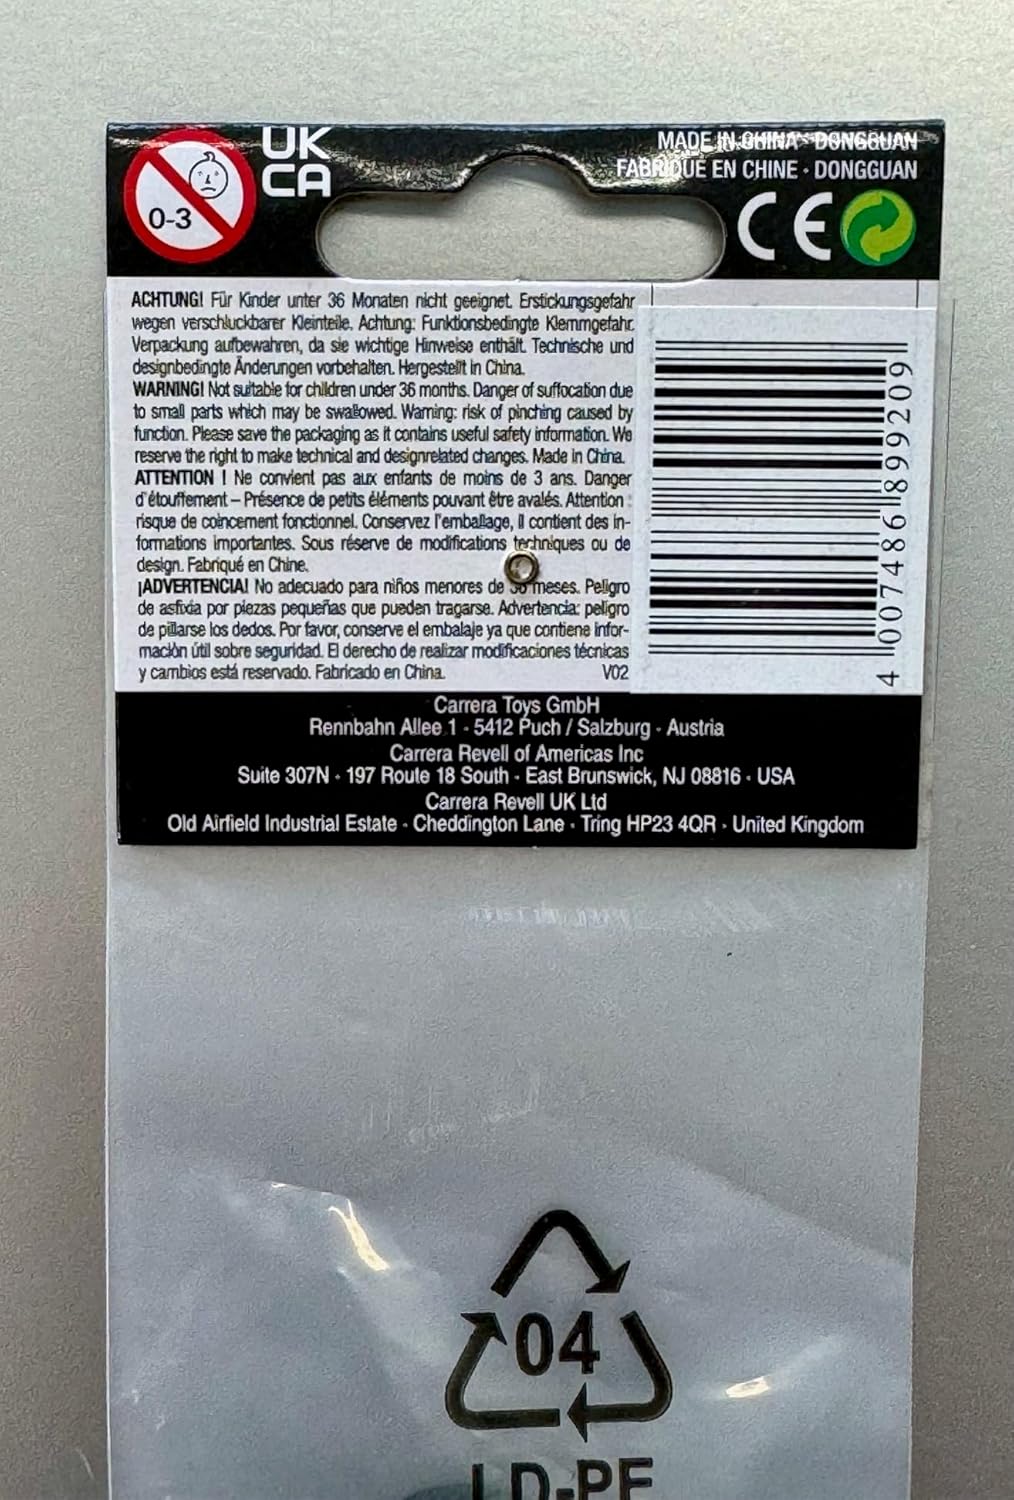 0-3
UK
CA
MADE IN CHINA · DONGGUAN
FABRIQUE EN CHINE · DONGGUAN
CE
ACHTUNG! Für Kinder unter 36 Monaten nicht geeignet. Erstickungsgefahr
wegen verschluckbarer Kleinteile. Achtung: Funktionsbedingte Klemmgefahr.
Verpackung aufbewahren, da sie wichtige Hinweise enthält. Technische und
designbedingte Änderungen vorbehalten. Hergestellt in China.
WARNING! Not suitable for children under 36 months. Danger of suffocation due
to small parts which may be swallowed. Warning: risk of pinching caused by
function. Please save the packaging as it contains useful safety information. We
reserve the right to make technical and designrelated changes. Made in China.
ATTENTION ! Ne convient pas aux enfants de moins de 3 ans. Danger
d'étouffement – Présence de petits éléments pouvant être avalés. Attention :
risque de coincement fonctionnel. Conservez l'emballage, il contient des in-
formations importantes. Sous réserve de modifications techniques ou de
design. Fabriqué en Chine.
¡ADVERTENCIA! No adecuado para niños menores de 36 meses. Peligro
de asfixia por piezas pequeñas que pueden tragarse. Advertencia: peligro
de pillarse los dedos. Por favor, conserve el embalaje ya que contiene infor-
mación útil sobre seguridad. El derecho de realizar modificaciones técnicas
y cambios está reservado. Fabricado en China. V02
4 007486 899209
Carrera Toys GmbH
Rennbahn Allee 1 · 5412 Puch / Salzburg · Austria
Carrera Revell of Americas Inc
Suite 307N · 197 Route 18 South · East Brunswick, NJ 08816 · USA
Carrera Revell UK Ltd
Old Airfield Industrial Estate · Cheddington Lane · Tring HP23 4QR · United Kingdom
04
LD-PE